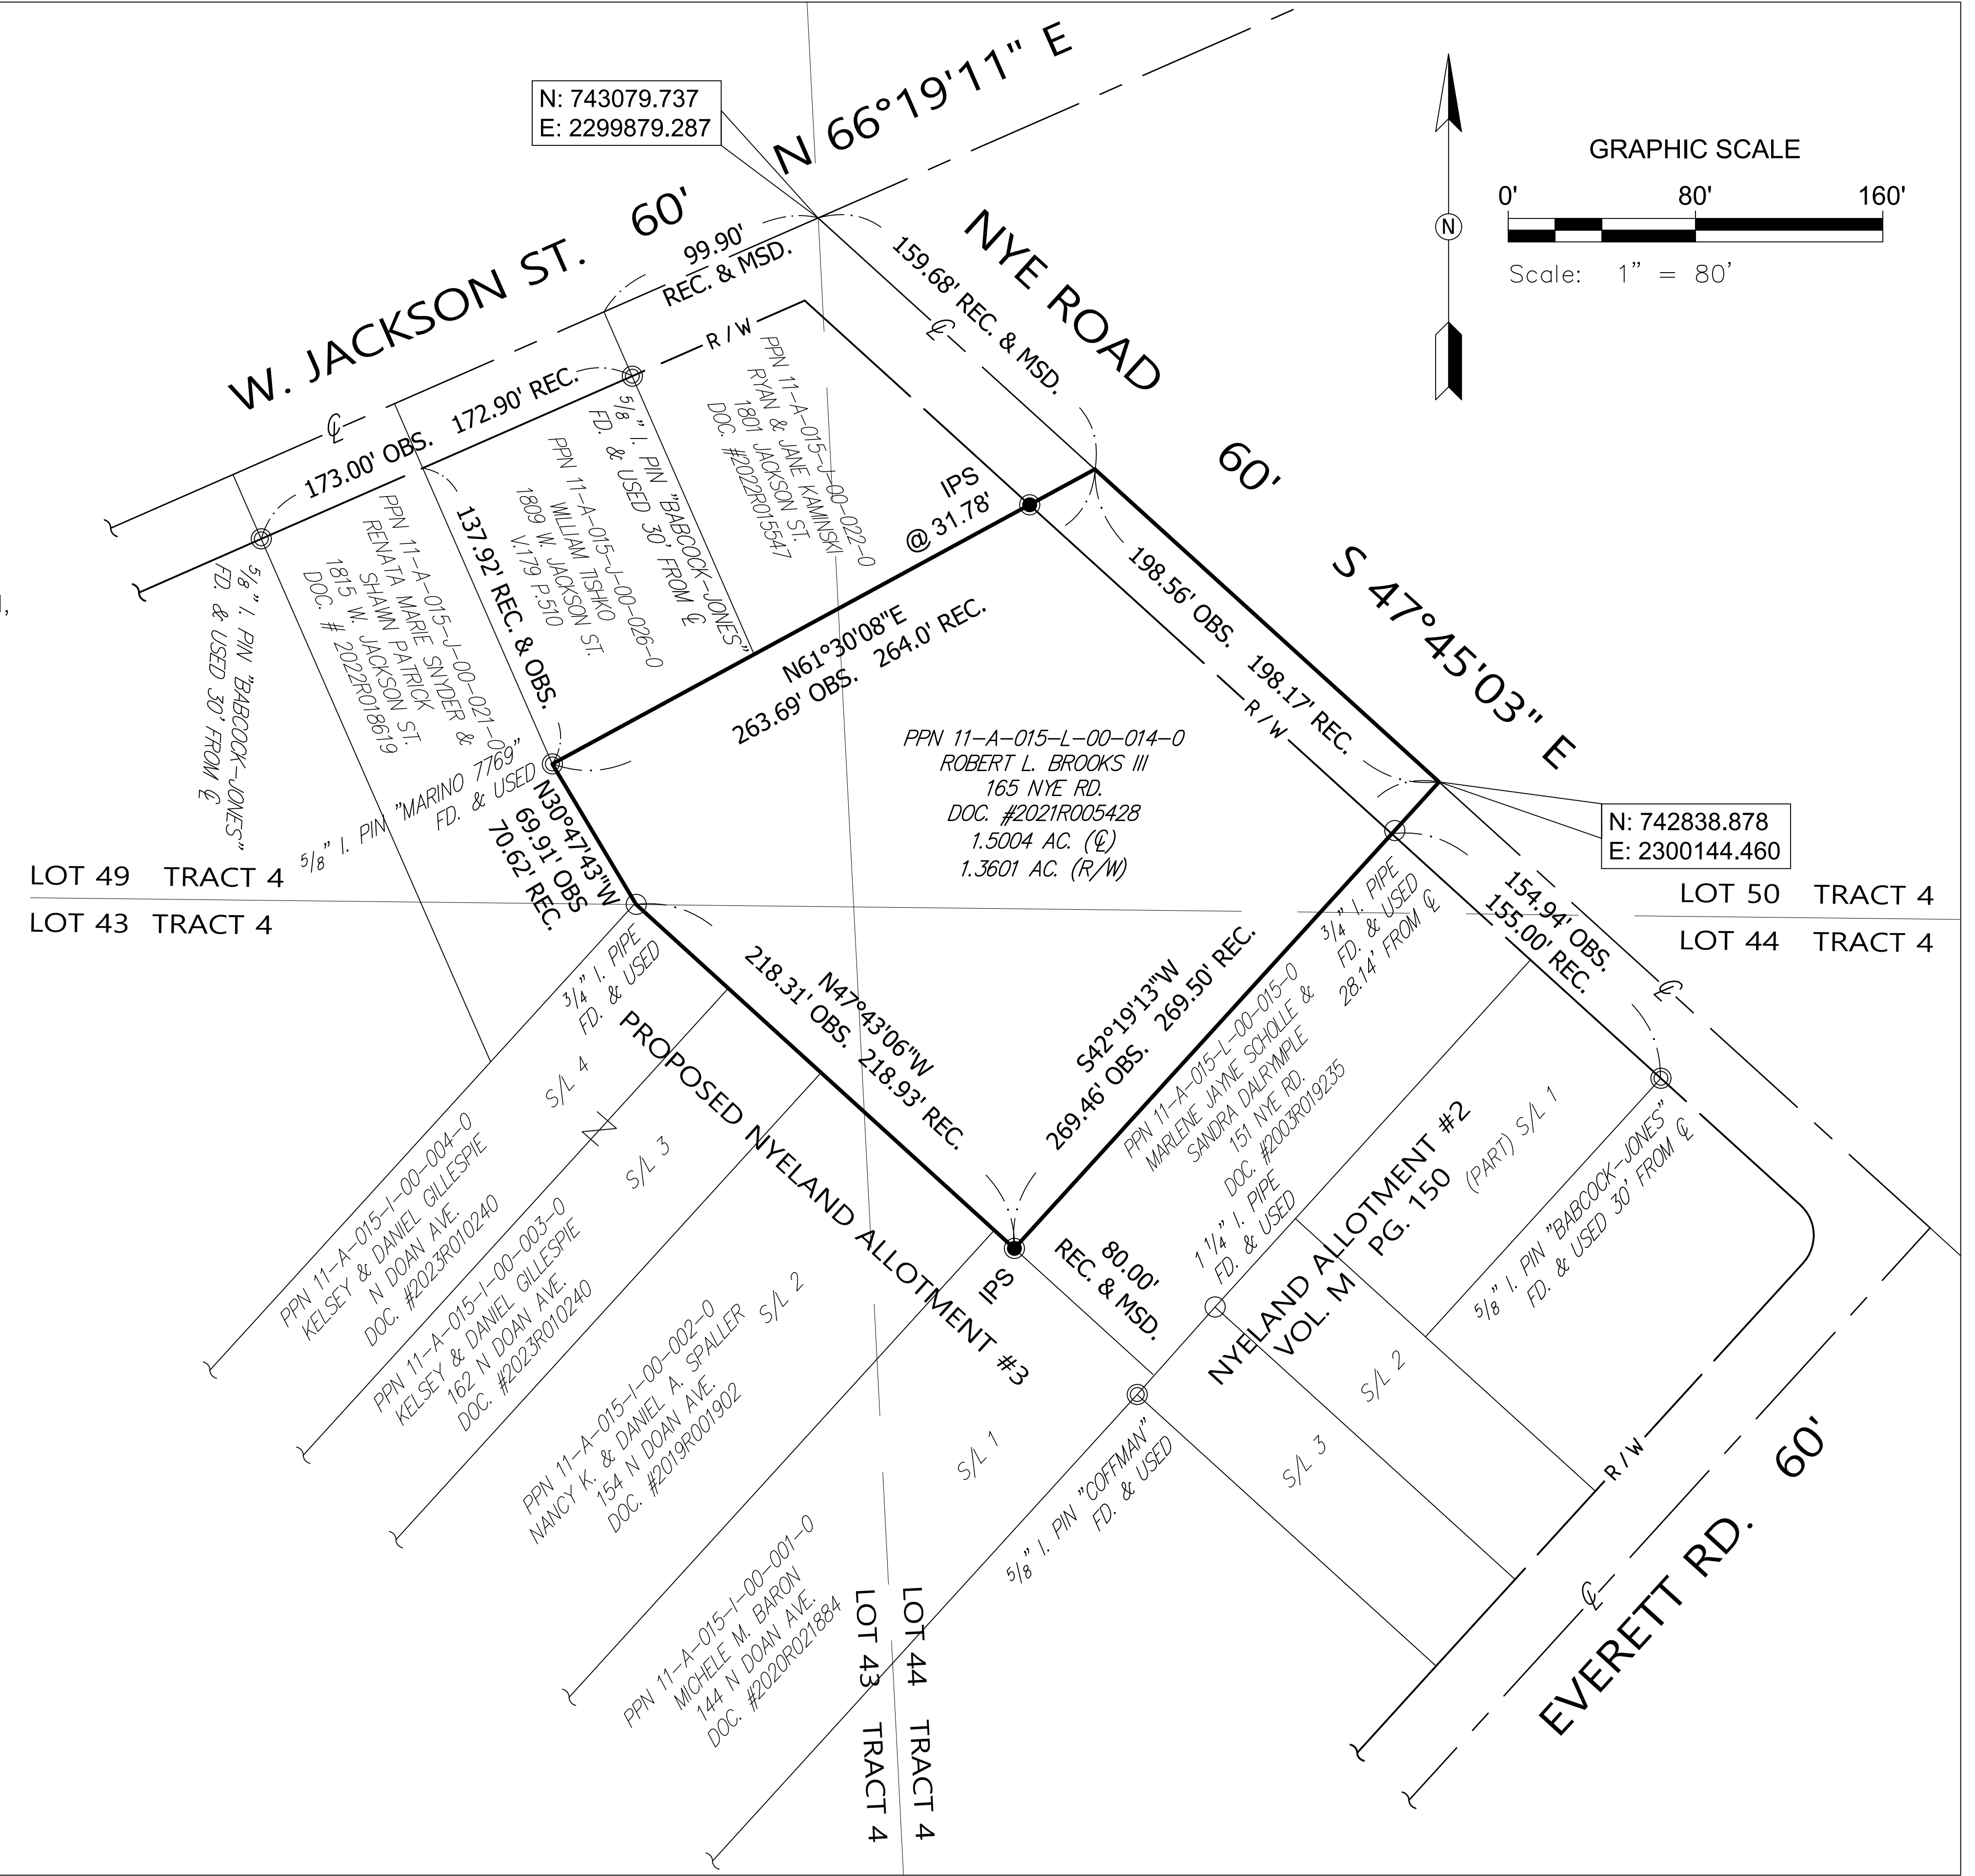 N: 743079.737
E: 2299879.287
N 66°19'11" E
W. JACKSON ST. 60'
99.90'
REC. & MSD.
NYE ROAD
60'
S 47°45'03" E
159.68' REC. & MSD.
℄
GRAPHIC SCALE
0' 80' 160'
Scale: 1" = 80'
N
℄
173.00' OBS. 172.90' REC.
R / W
PPN 11-A-015-J-00-022-0
RYAN & JANE KAMINSKI
1801 JACKSON ST.
DOC. #2022R015547
5/8" I. PIN "BABCOCK-JONES"
FD. & USED 30' FROM ℄
PPN 11-A-015-J-00-026-0
WLLIAM TISHKO
1809 W. JACKSON ST.
V.179 P.510
137.92' REC. & OBS.
PPN 11-A-015-J-00-021-0
RENATA MARIE SNYDER &
SHAWN PATRICK
1815 W. JACKSON ST.
DOC. # 2022R018619
5/8" I. PIN "BABCOCK-JONES"
FD. & USED 30' FROM ℄
IPS
@ 31.78'
N61°30'08"E
263.69' OBS. 264.0' REC.
198.56' OBS. 198.17' REC.
R / W
PPN 11-A-015-L-00-014-0
ROBERT L. BROOKS III
165 NYE RD.
DOC. #2021R005428
1.5004 AC. (℄)
1.3601 AC. (R/W)
5/8" I. PIN "MARINO 7769"
FD. & USED
N30°47'43"W
69.91' OBS
70.62' REC.
N: 742838.878
E: 2300144.460
LOT 49 TRACT 4
LOT 43 TRACT 4
LOT 50 TRACT 4
LOT 44 TRACT 4
3/4" I. PIPE
FD. & USED
28.14' FROM ℄
154.94' OBS.
155.00' REC.
℄
3/4" I. PIPE
FD. & USED
N47°43'06"W
218.31' OBS. 218.93' REC.
S42°19'13"W
269.46' OBS. 269.50' REC.
PPN 11-A-015-L-00-015-0
MARLENE JAYNE SCHOLLE &
SANDRA DALRYMPLE
151 NYE RD.
DOC. #2003R019235
1 1/4" I. PIPE
FD. & USED
PROPOSED NYELAND ALLOTMENT #3
NYELAND ALLOTMENT #2
VOL. M PG. 150
(PART) S/L 1
5/8" I. PIN "BABCOCK-JONES"
FD. & USED 30' FROM ℄
S/L 4
S/L 3
S/L 2
S/L 1
IPS
80.00'
REC. & MSD.
S/L 2
S/L 3
PPN 11-A-015-I-00-004-0
KELSEY & DANIEL GILLESPIE
N DOAN AVE.
DOC. #2023R010240
PPN 11-A-015-I-00-003-0
KELSEY & DANIEL GILLESPIE
162 N DOAN AVE.
DOC. #2023R010240
PPN 11-A-015-I-00-002-0
NANCY K. & DANIEL A. SPALLER
154 N DOAN AVE.
DOC. #2019R001902
PPN 11-A-015-I-00-001-0
MICHELE M. BARON
144 N DOAN AVE.
DOC. #2020R021884
5/8" I. PIN "COFFMAN"
FD. & USED
LOT 43 TRACT 4
LOT 44 TRACT 4
R / W
℄
EVERETT RD. 60'